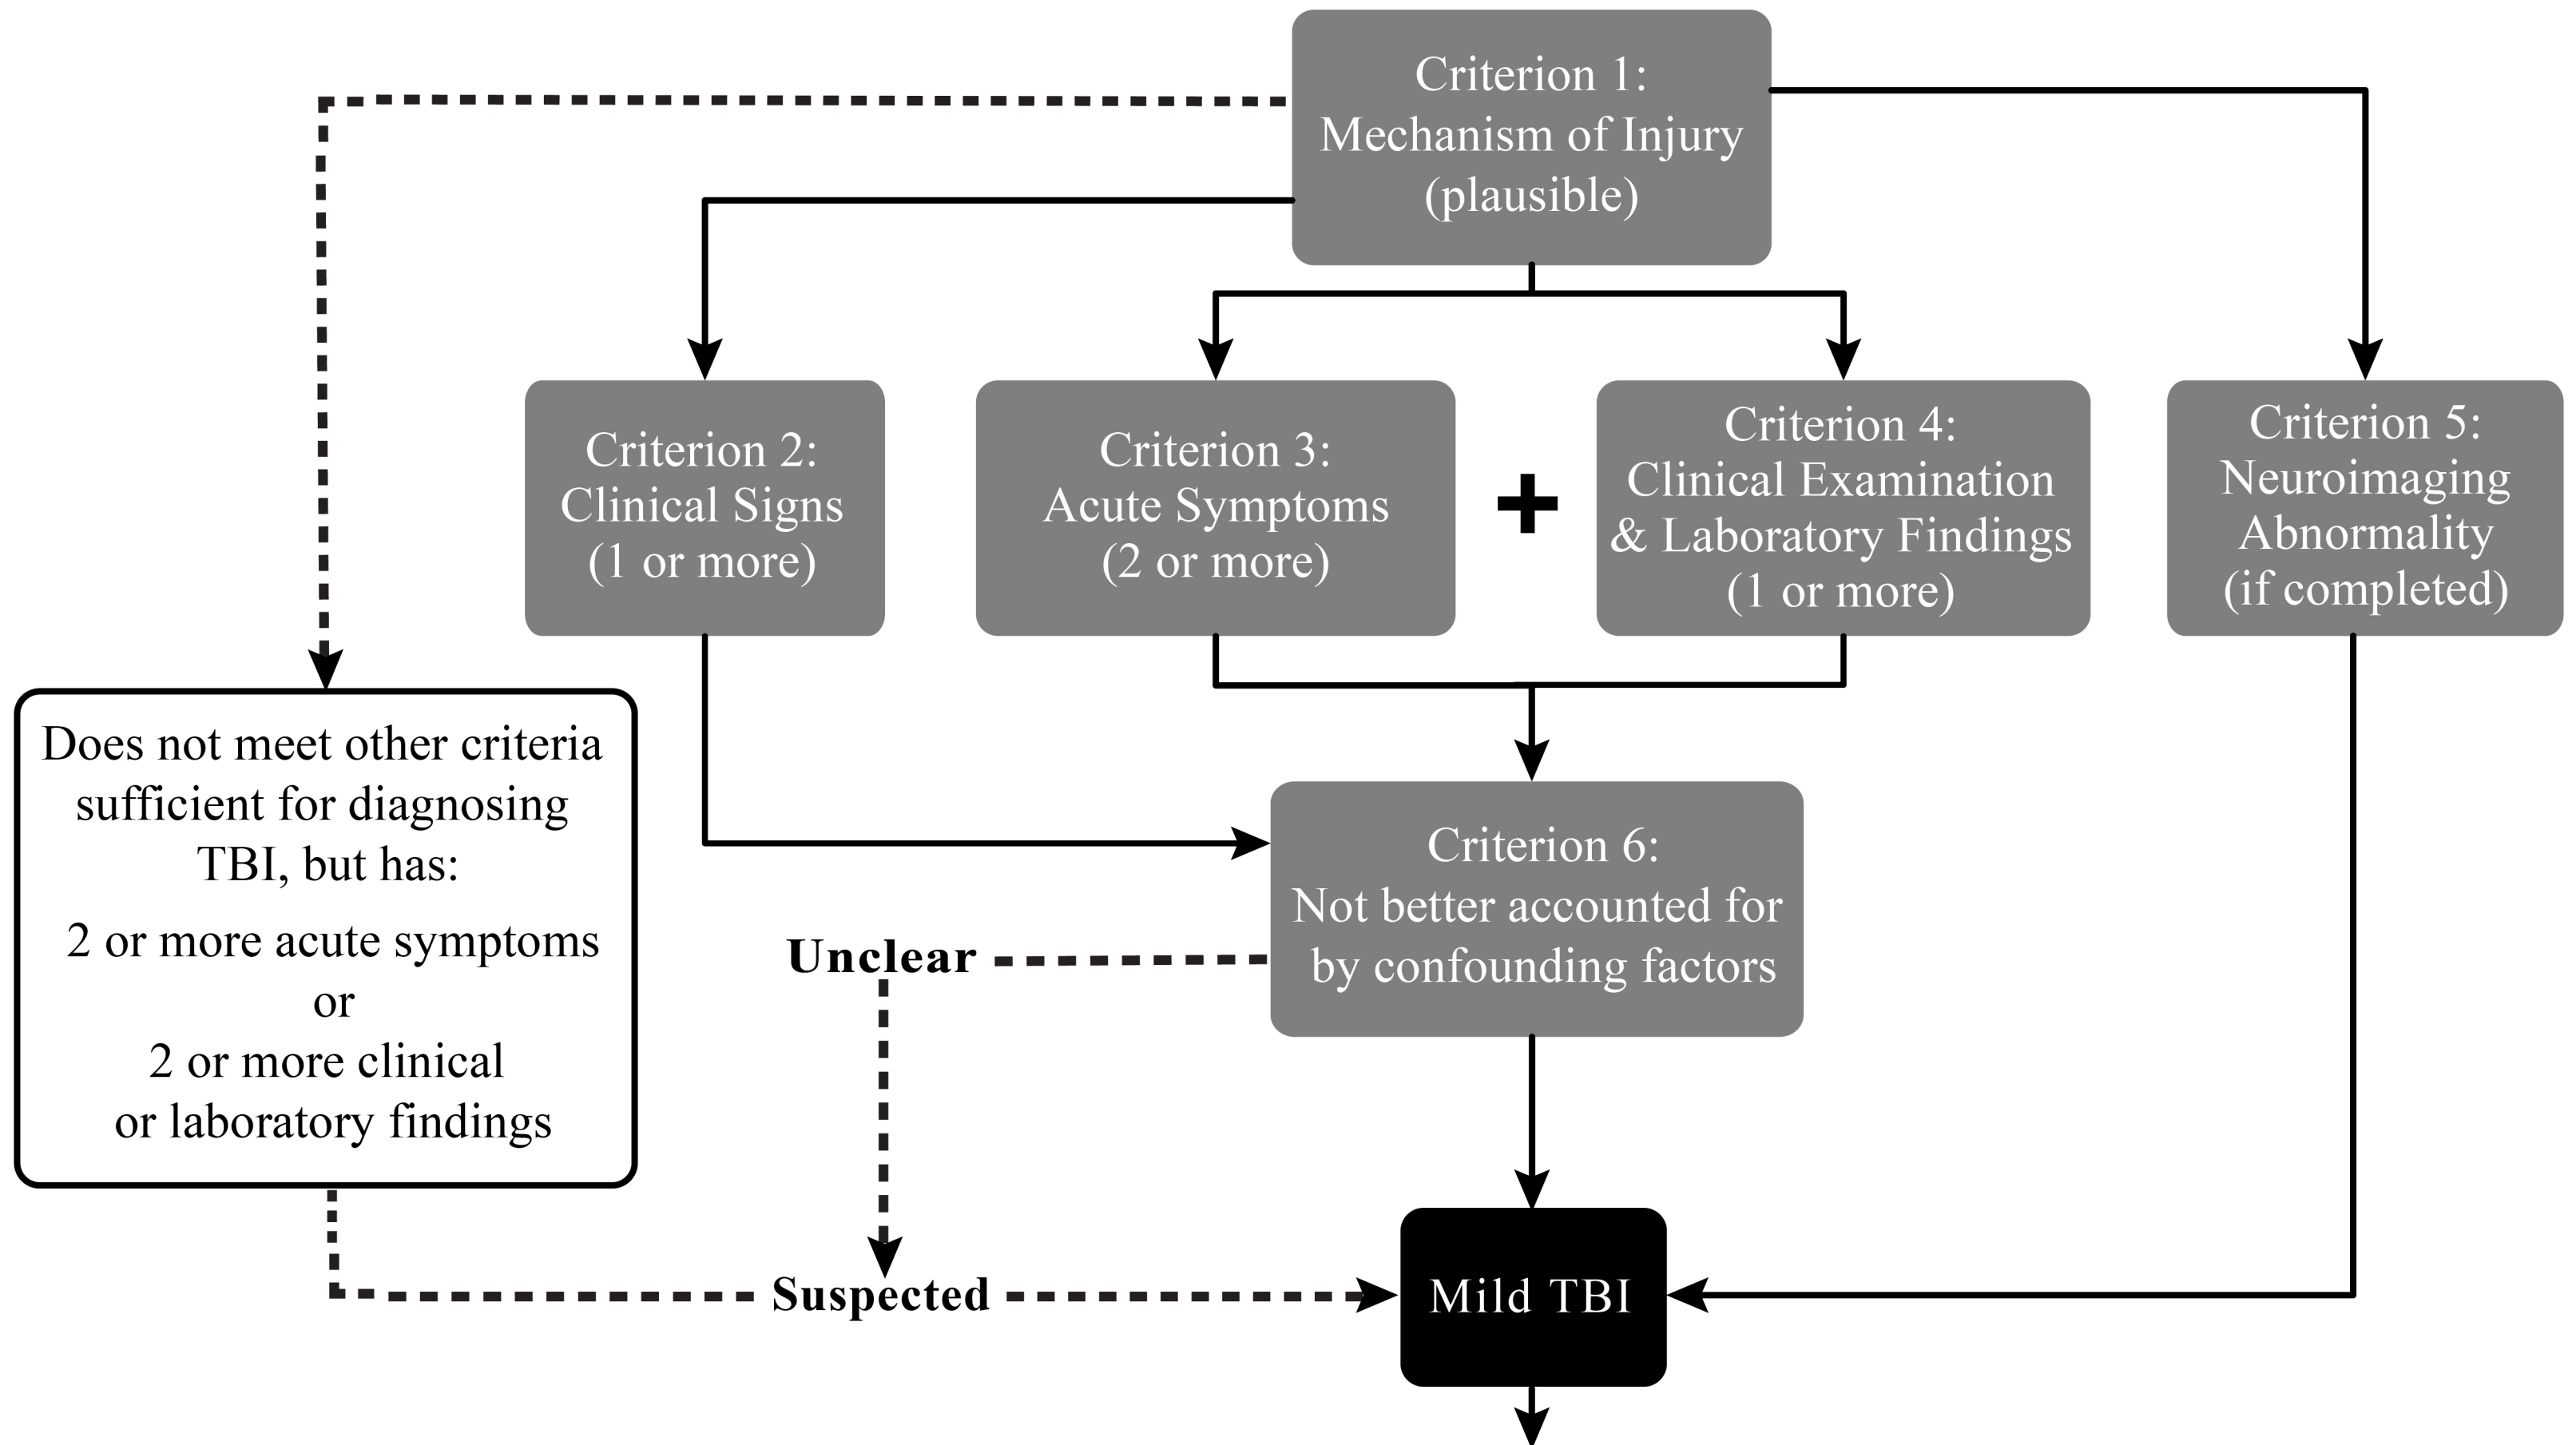 Criterion 1:
Mechanism of Injury
(plausible)
Criterion 2:
Clinical Signs
(1 or more)
Criterion 3:
Acute Symptoms
(2 or more)
+
Criterion 4:
Clinical Examination
& Laboratory Findings
(1 or more)
Criterion 5:
Neuroimaging
Abnormality
(if completed)
Does not meet other criteria
sufficient for diagnosing
TBI, but has:
2 or more acute symptoms
or
2 or more clinical
or laboratory findings
Criterion 6:
Not better accounted for
by confounding factors
Unclear
Suspected
Mild TBI